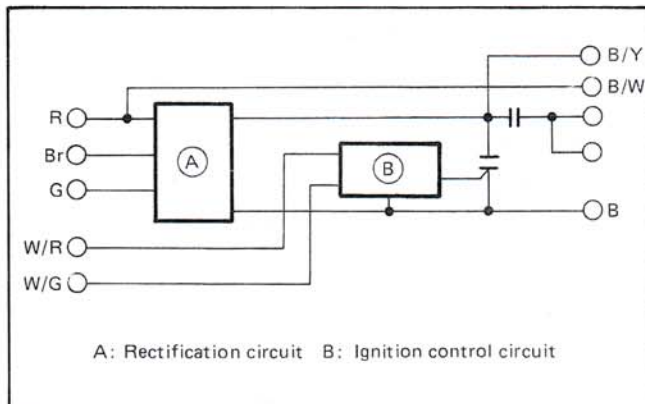 B/Y
B/W
R
Br
G
A
B
B
W/R
W/G
A: Rectification circuit B: Ignition control circuit